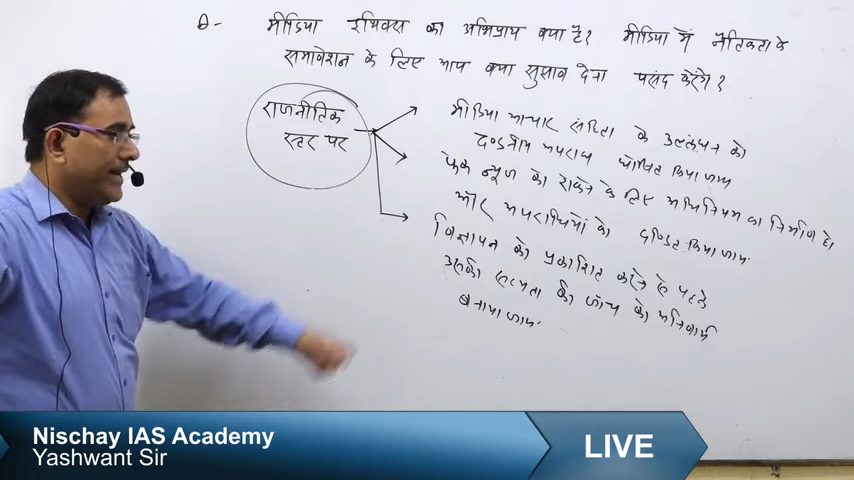 Q- मीडिया इथिक्स का अभिप्राय क्या है? मीडिया में नैतिकता के
समावेशन के लिए आप क्या सुझाव देना पसंद करेंगे?
राजनीतिक
स्तर पर
मीडिया आचार संहिता के उल्लंघन को
दण्डनीय अपराध घोषित किया जाय
फेक न्यूज को रोकने के लिए अधिनियम का निर्माण हो
और अपराधियों को दण्डित किया जाय
विज्ञापन को प्रकाशित करने से पहले
उसकी सत्यता की जांच को अनिवार्य
बनाया जाय
Nischay IAS Academy
Yashwant Sir
LIVE